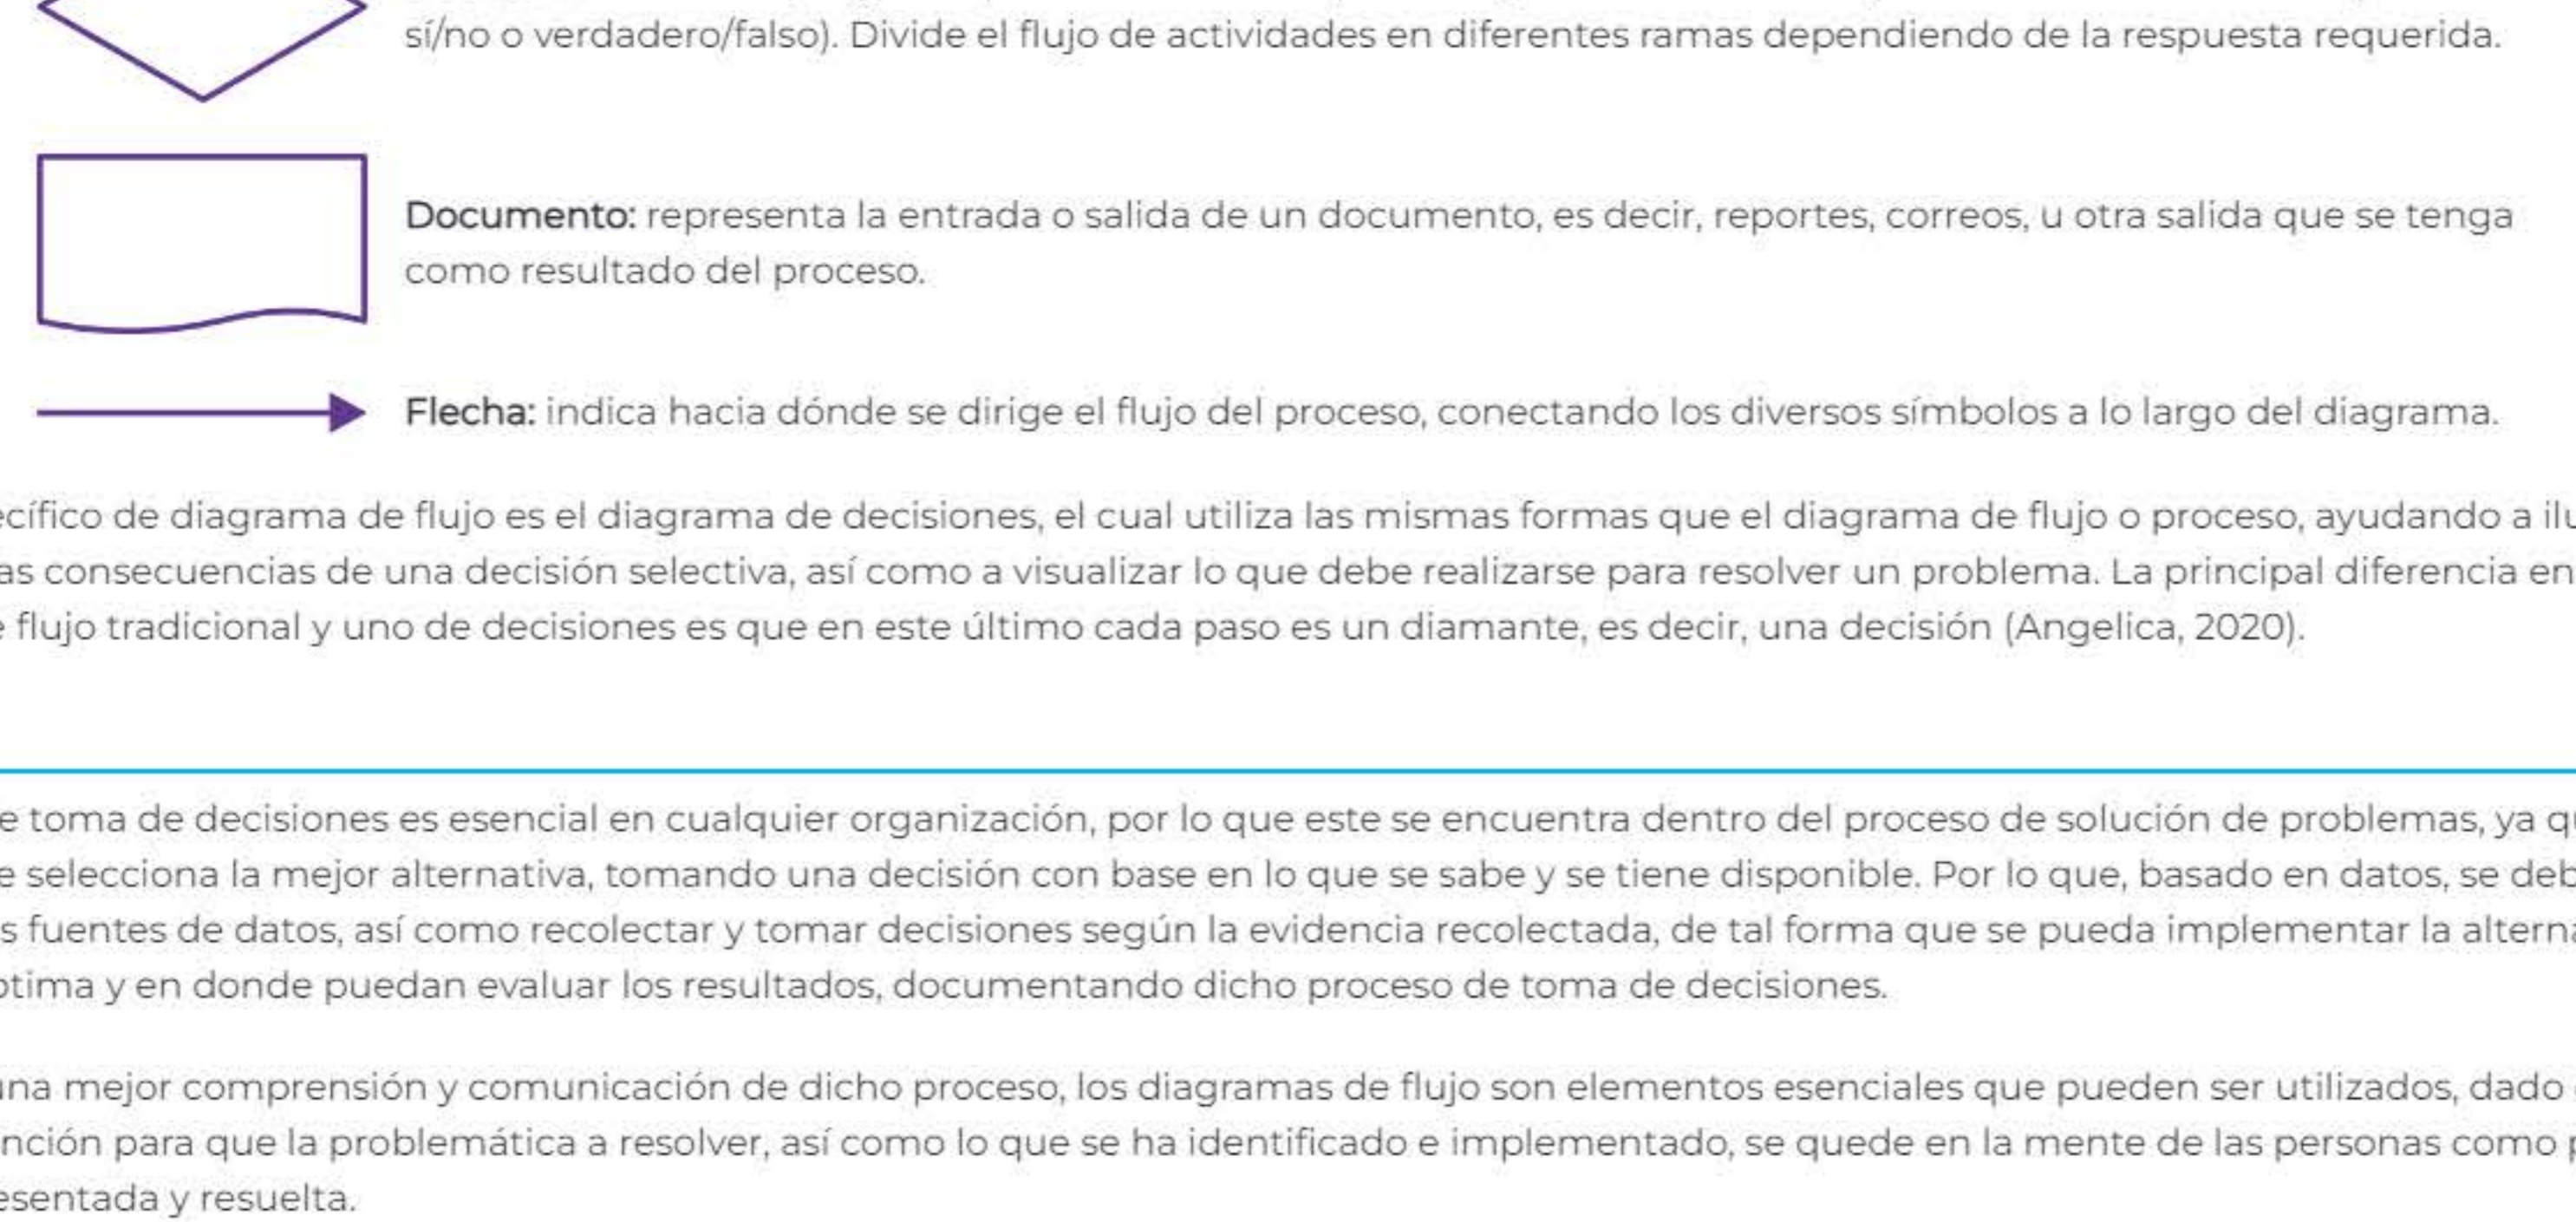 sí/no o verdadero/falso). Divide el flujo de actividades en diferentes ramas dependiendo de la respuesta requerida.
Documento: representa la entrada o salida de un documento, es decir, reportes, correos, u otra salida que se tenga
como resultado del proceso.
Flecha: indica hacia dónde se dirige el flujo del proceso, conectando los diversos símbolos a lo largo del diagrama.
ecífico de diagrama de flujo es el diagrama de decisiones, el cual utiliza las mismas formas que el diagrama de flujo o proceso, ayudando a ilu
as consecuencias de una decisión selectiva, así como a visualizar lo que debe realizarse para resolver un problema. La principal diferencia en
e flujo tradicional y uno de decisiones es que en este último cada paso es un diamante, es decir, una decisión (Angelica, 2020).
e toma de decisiones es esencial en cualquier organización, por lo que este se encuentra dentro del proceso de solución de problemas, ya qu
e selecciona la mejor alternativa, tomando una decisión con base en lo que se sabe y se tiene disponible. Por lo que, basado en datos, se deb
s fuentes de datos, así como recolectar y tomar decisiones según la evidencia recolectada, de tal forma que se pueda implementar la alterna
ptima y en donde puedan evaluar los resultados, documentando dicho proceso de toma de decisiones.
una mejor comprensión y comunicación de dicho proceso, los diagramas de flujo son elementos esenciales que pueden ser utilizados, dado
nción para que la problemática a resolver, así como lo que se ha identificado e implementado, se quede en la mente de las personas como p
esentada y resuelta.